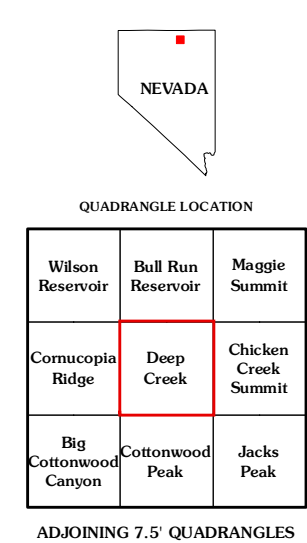 NEVADA
QUADRANGLE LOCATION
Wilson
Reservoir
Bull Run
Reservoir
Maggie
Summit
Cornucopia
Ridge
Deep
Creek
Chicken
Creek
Summit
Big
Cottonwood
Canyon
Cottonwood
Peak
Jacks
Peak
ADJOINING 7.5' QUADRANGLES